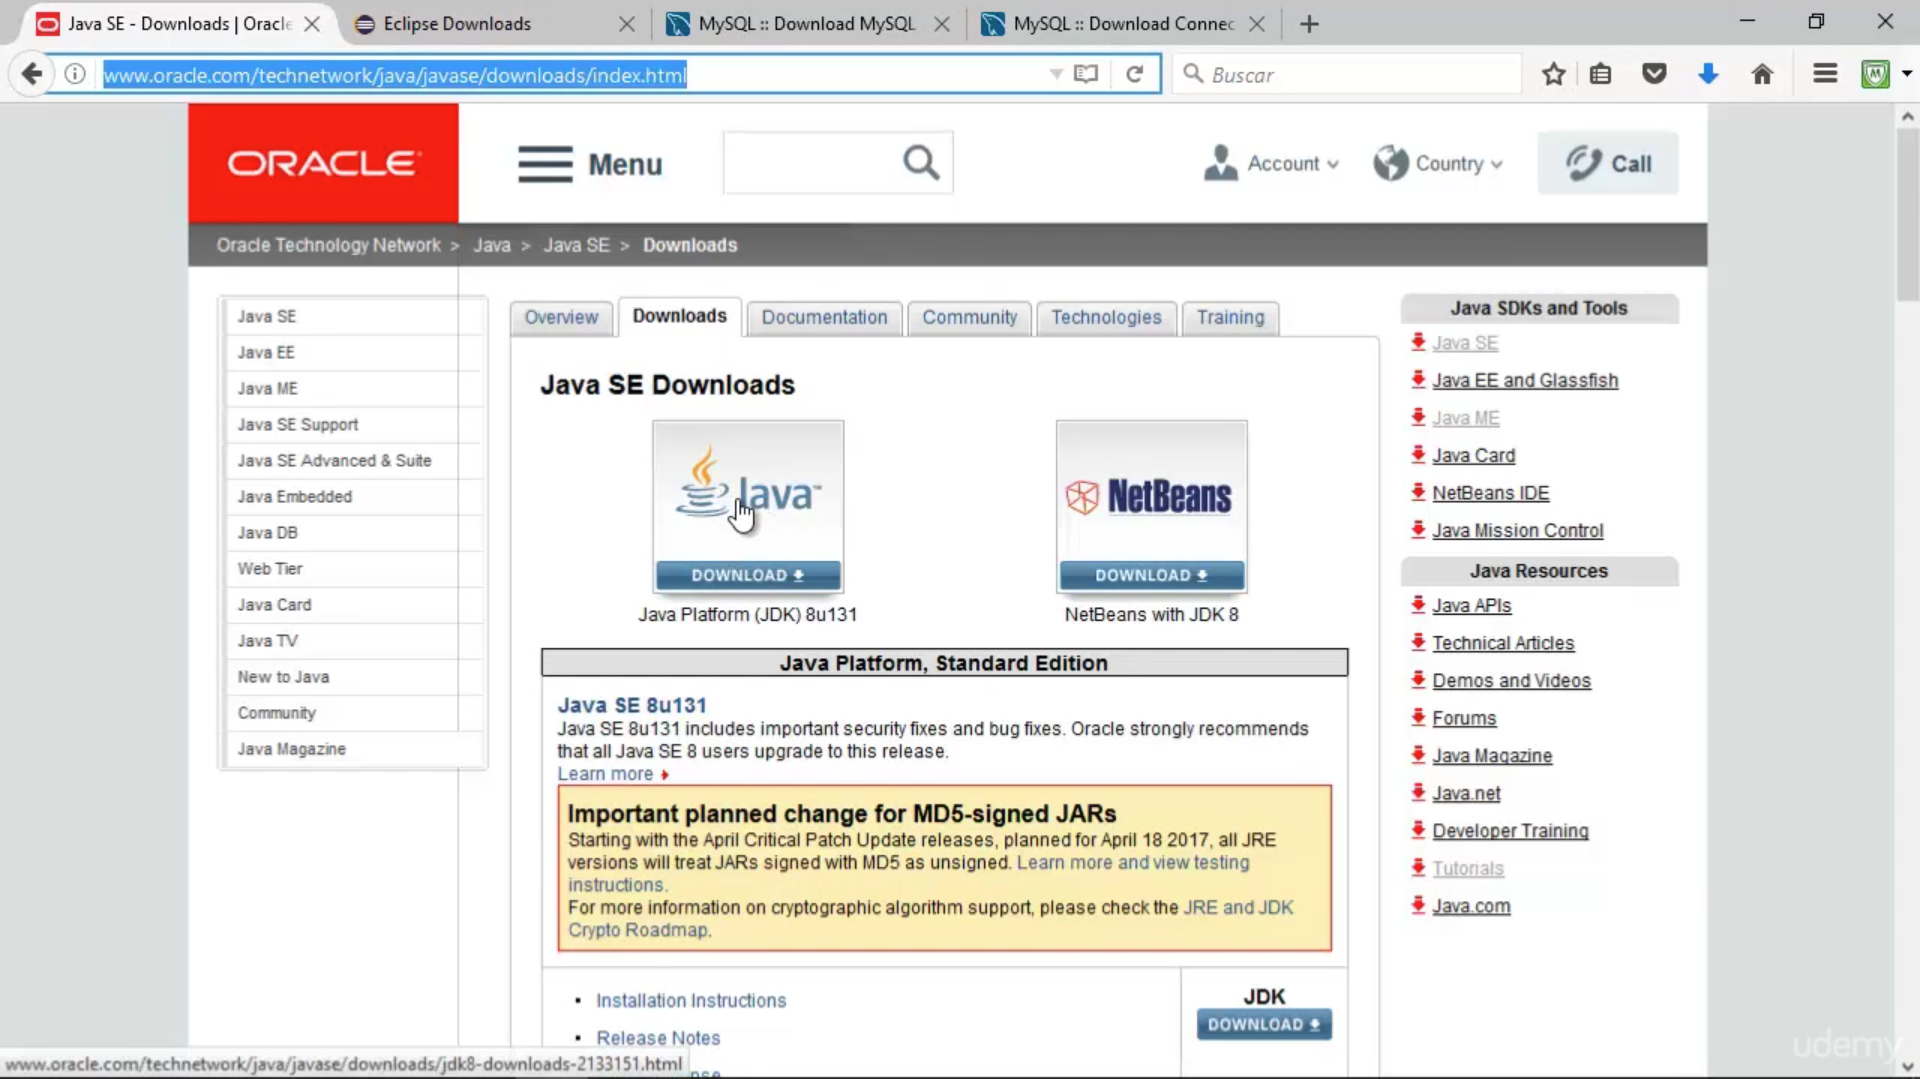 Java SE - Downloads | Oracle
Eclipse Downloads
MySQL :: Download MySQL
MySQL :: Download Connec
www.oracle.com/technetwork/java/javase/downloads/index.html
Buscar
ORACLE
Menu
Account
Country
Call
Oracle Technology Network > Java > Java SE > Downloads
Java SE
Java EE
Java ME
Java SE Support
Java SE Advanced & Suite
Java Embedded
Java DB
Web Tier
Java Card
Java TV
New to Java
Community
Java Magazine
Overview
Downloads
Documentation
Community
Technologies
Training
Java SE Downloads
Java™
DOWNLOAD
Java Platform (JDK) 8u131
NetBeans
DOWNLOAD
NetBeans with JDK 8
Java Platform, Standard Edition
Java SE 8u131
Java SE 8u131 includes important security fixes and bug fixes. Oracle strongly recommends
that all Java SE 8 users upgrade to this release.
Learn more
Important planned change for MD5-signed JARs
Starting with the April Critical Patch Update releases, planned for April 18 2017, all JRE
versions will treat JARs signed with MD5 as unsigned. Learn more and view testing
instructions.
For more information on cryptographic algorithm support, please check the JRE and JDK
Crypto Roadmap.
▪ Installation Instructions
▪ Release Notes
JDK
DOWNLOAD
Java SDKs and Tools
Java SE
Java EE and Glassfish
Java ME
Java Card
NetBeans IDE
Java Mission Control
Java Resources
Java APIs
Technical Articles
Demos and Videos
Forums
Java Magazine
Java.net
Developer Training
Tutorials
Java.com
www.oracle.com/technetwork/java/javase/downloads/jdk8-downloads-2133151.html
udemy